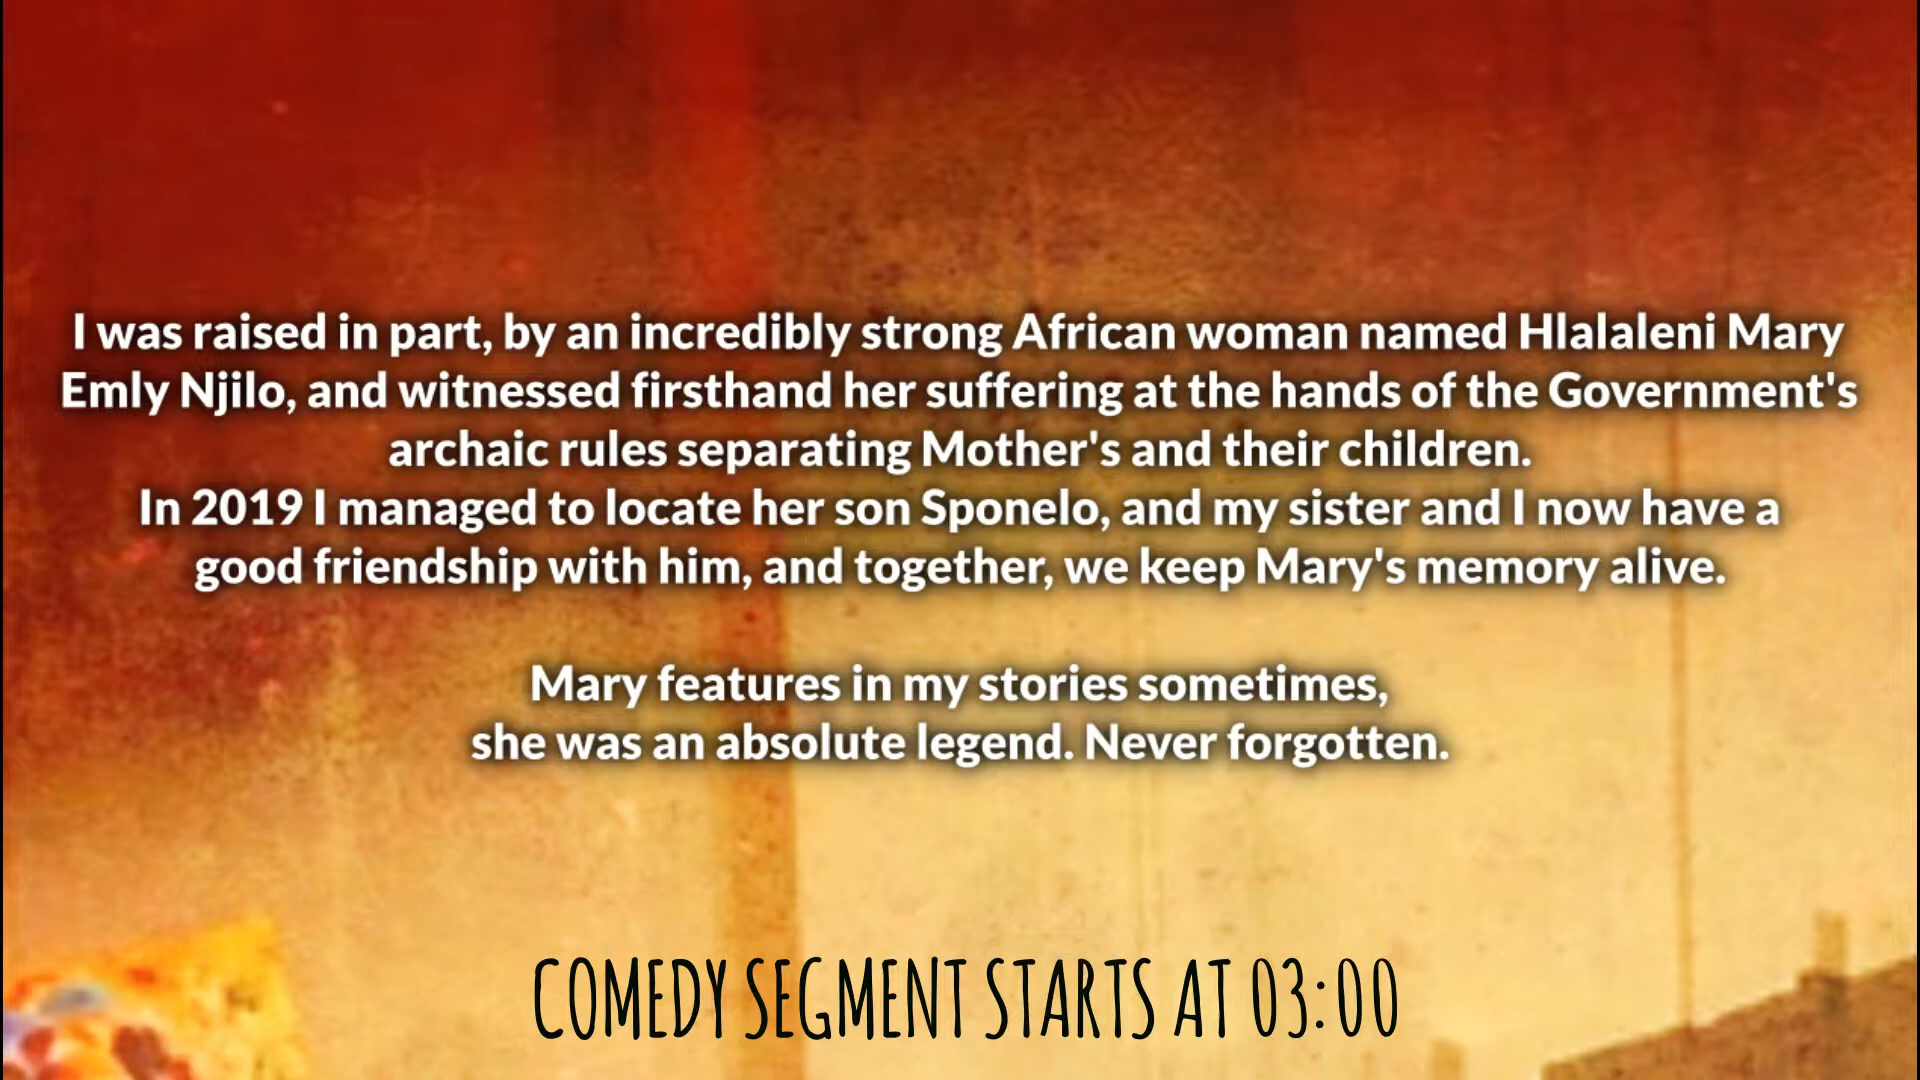 I was raised in part, by an incredibly strong African woman named Hlalaleni Mary
Emly Njilo, and witnessed firsthand her suffering at the hands of the Government's
archaic rules separating Mother's and their children.
In 2019 I managed to locate her son Sponelo, and my sister and I now have a
good friendship with him, and together, we keep Mary's memory alive.
Mary features in my stories sometimes,
she was an absolute legend. Never forgotten.
COMEDY SEGMENT STARTS AT 03:00